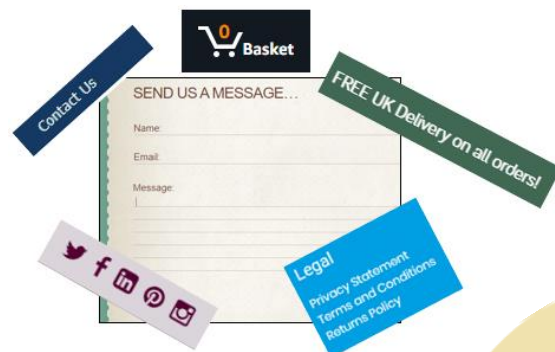 0
Basket
Contact Us
FREE UK Delivery on all orders!
SEND US A MESSAGE...
Name:
Email:
Message:
Legal
Privacy Statement
Terms and Conditions
Returns Policy